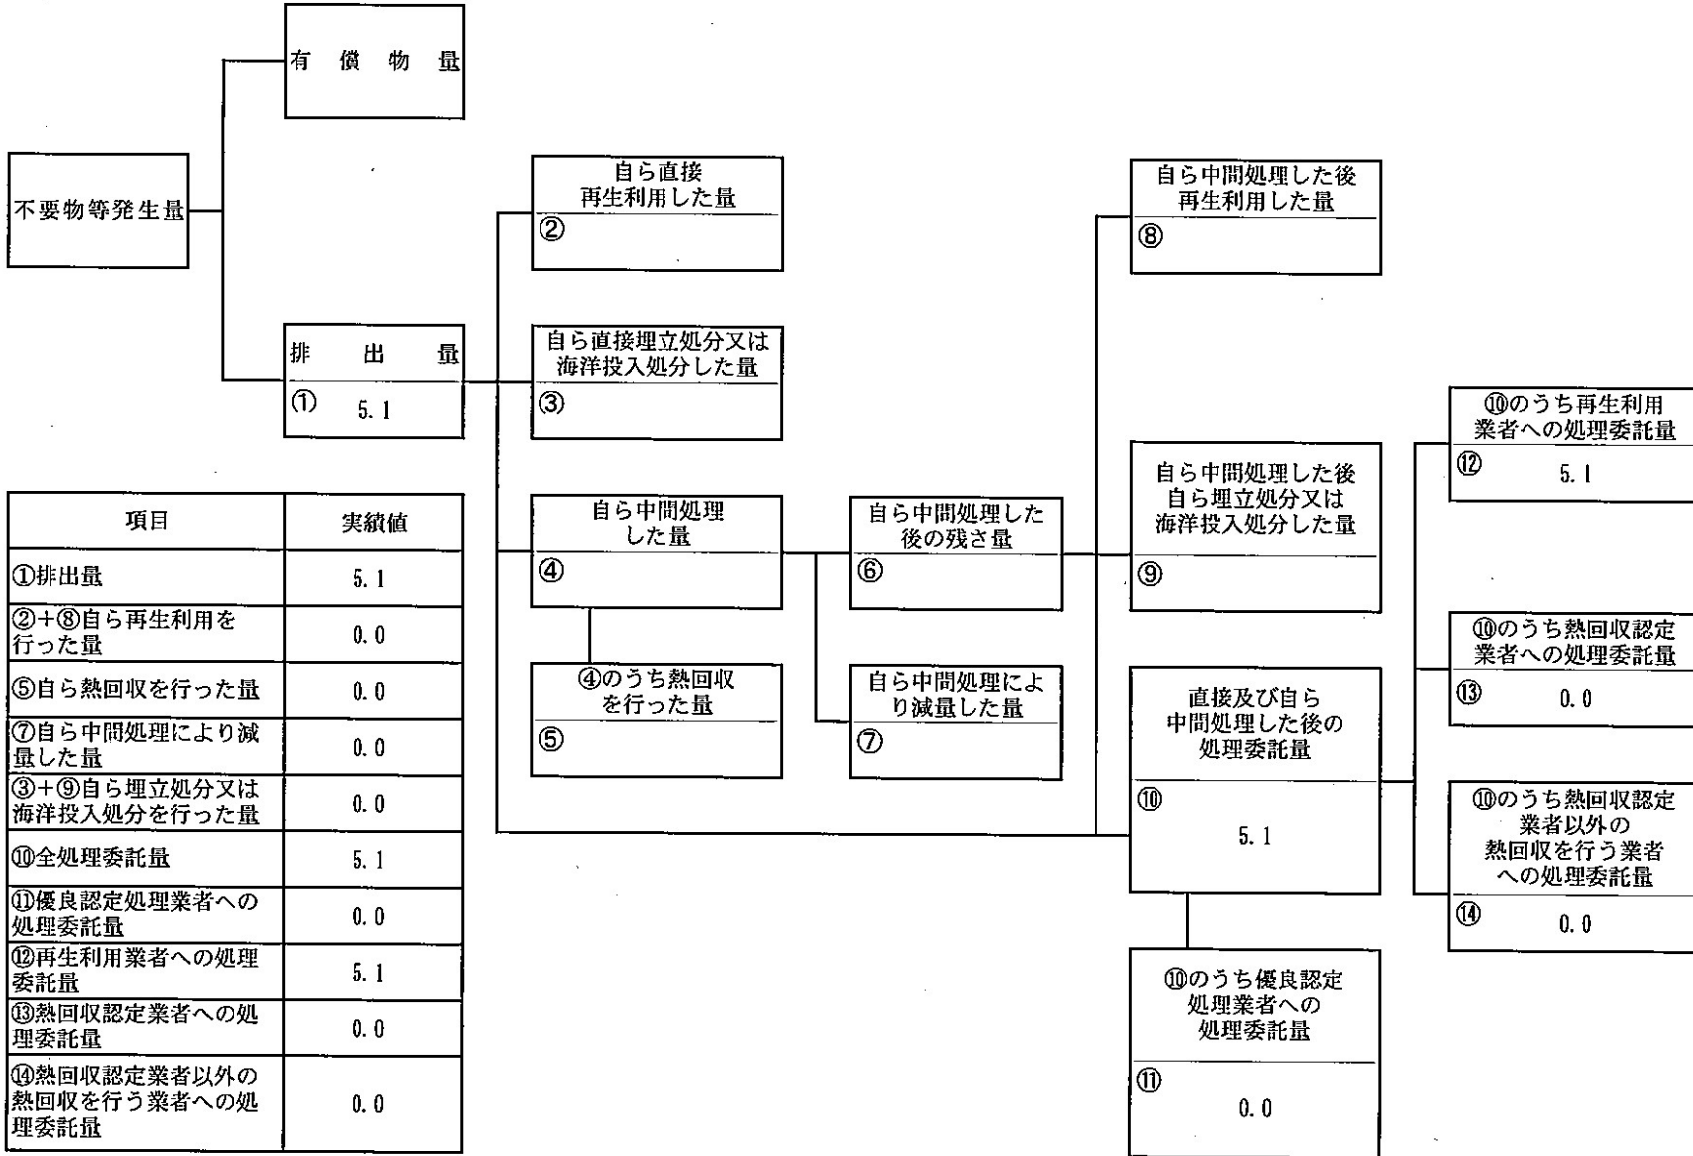 有償物量
不要物等発生量
排出量
① 5.1
自ら直接
再生利用した量
②
自ら直接埋立処分又は
海洋投入処分した量
③
自ら中間処理
した量
④
④のうち熱回収
を行った量
⑤
自ら中間処理した
後の残さ量
⑥
自ら中間処理によ
り減量した量
⑦
自ら中間処理した後
再生利用した量
⑧
自ら中間処理した後
自ら埋立処分又は
海洋投入処分した量
⑨
直接及び自ら
中間処理した後の
処理委託量
⑩
5.1
⑩のうち優良認定
処理業者への
処理委託量
⑪
0.0
⑩のうち再生利用
業者への処理委託量
⑫ 5.1
⑩のうち熱回収認定
業者への処理委託量
⑬ 0.0
⑩のうち熱回収認定
業者以外の
熱回収を行う業者
への処理委託量
⑭ 0.0
項目 実績値
①排出量 5.1
②+⑧自ら再生利用を
行った量 0.0
⑤自ら熱回収を行った量 0.0
⑦自ら中間処理により減
量した量 0.0
③+⑨自ら埋立処分又は
海洋投入処分を行った量 0.0
⑩全処理委託量 5.1
⑪優良認定処理業者への
処理委託量 0.0
⑫再生利用業者への処理
委託量 5.1
⑬熱回収認定業者への処
理委託量 0.0
⑭熱回収認定業者以外の
熱回収を行う業者への処
理委託量 0.0